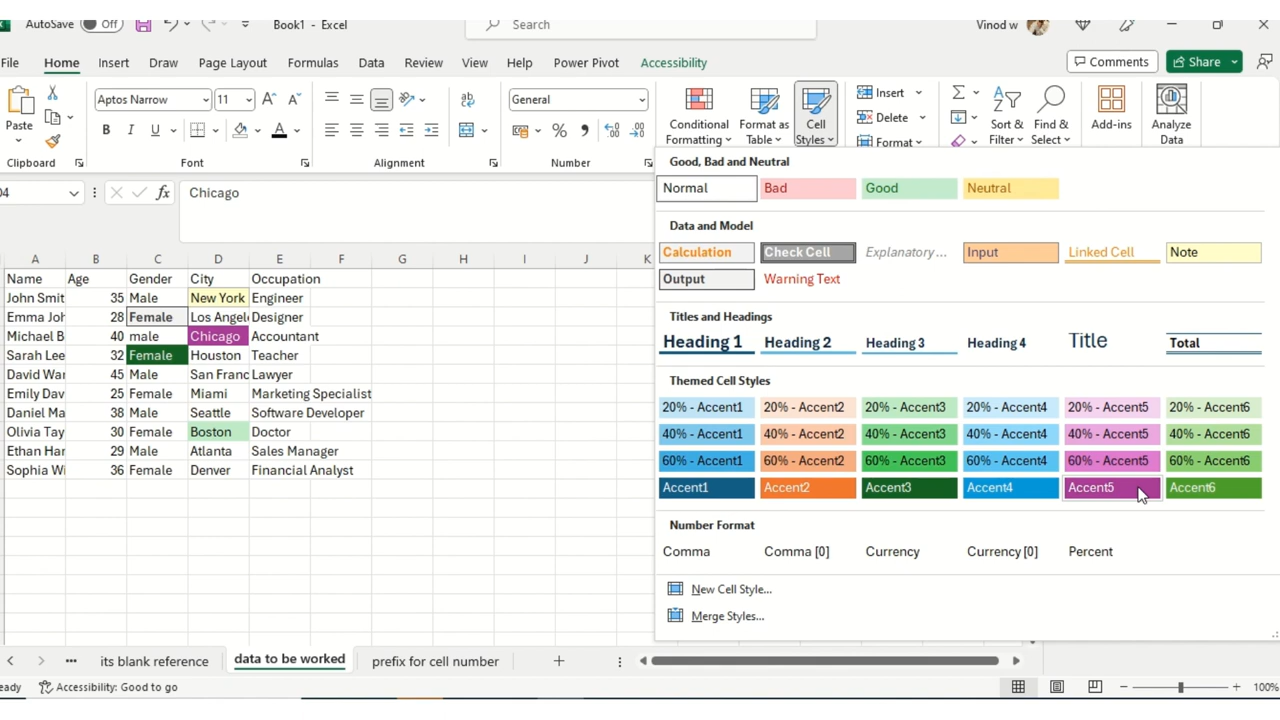 AutoSave Off Book1 - Excel Search Vinod w
File Home Insert Draw Page Layout Formulas Data Review View Help Power Pivot Accessibility Comments Share
Aptos Narrow 11 General Insert
Paste B I U Conditional Formatting Format as Table Cell Styles Delete Sort & Filter Find & Select Add-ins Analyze Data
Format
Clipboard Font Alignment Number
04 fx Chicago
A B C D E F G H I J K
Name Age Gender City Occupation
John Smit 35 Male New York Engineer
Emma Joh 28 Female Los Angel Designer
Michael B 40 male Chicago Accountant
Sarah Lee 32 Female Houston Teacher
David War 45 Male San Franc Lawyer
Emily Dav 25 Female Miami Marketing Specialist
Daniel Ma 38 Male Seattle Software Developer
Olivia Tay 30 Female Boston Doctor
Ethan Har 29 Male Atlanta Sales Manager
Sophia Wi 36 Female Denver Financial Analyst
Good, Bad and Neutral
Normal Bad Good Neutral
Data and Model
Calculation Check Cell Explanatory... Input Linked Cell Note
Output Warning Text
Titles and Headings
Heading 1 Heading 2 Heading 3 Heading 4 Title Total
Themed Cell Styles
20% - Accent1 20% - Accent2 20% - Accent3 20% - Accent4 20% - Accent5 20% - Accent6
40% - Accent1 40% - Accent2 40% - Accent3 40% - Accent4 40% - Accent5 40% - Accent6
60% - Accent1 60% - Accent2 60% - Accent3 60% - Accent4 60% - Accent5 60% - Accent6
Accent1 Accent2 Accent3 Accent4 Accent5 Accent6
Number Format
Comma Comma [0] Currency Currency [0] Percent
New Cell Style...
Merge Styles...
its blank reference data to be worked prefix for cell number
eady Accessibility: Good to go 100%